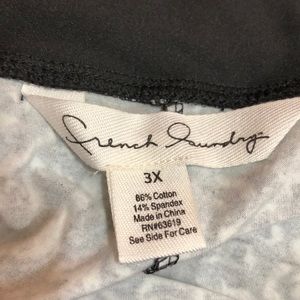 French Laundry
3X
86% Cotton
14% Spandex
Made in China
RN#63619
See Side For Care